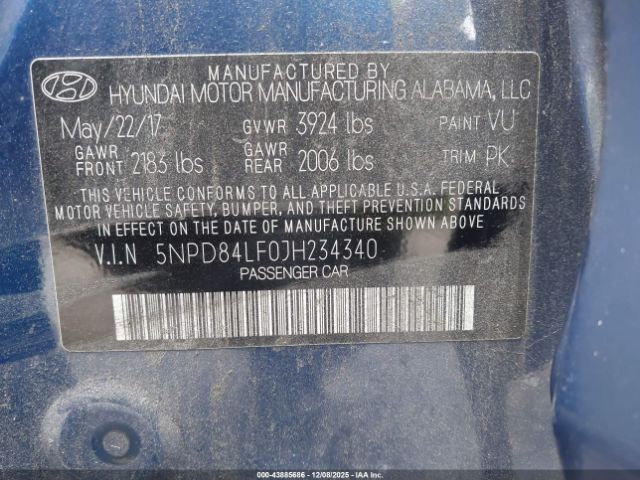 MANUFACTURED BY
HYUNDAI MOTOR MANUFACTURING ALABAMA, LLC
May/22/17 GVWR 3924 lbs PAINT VU
GAWR FRONT 2183 lbs GAWR REAR 2006 lbs TRIM PK
THIS VEHICLE CONFORMS TO ALL APPLICABLE U.S.A. FEDERAL
MOTOR VEHICLE SAFETY, BUMPER, AND THEFT PREVENTION STANDARDS
IN EFFECT ON THE DATE OF MANUFACTURE SHOWN ABOVE.
V.I.N 5NPD84LF0JH234340
PASSENGER CAR
000-43885686 - 12/08/2025 - IAAI.COM